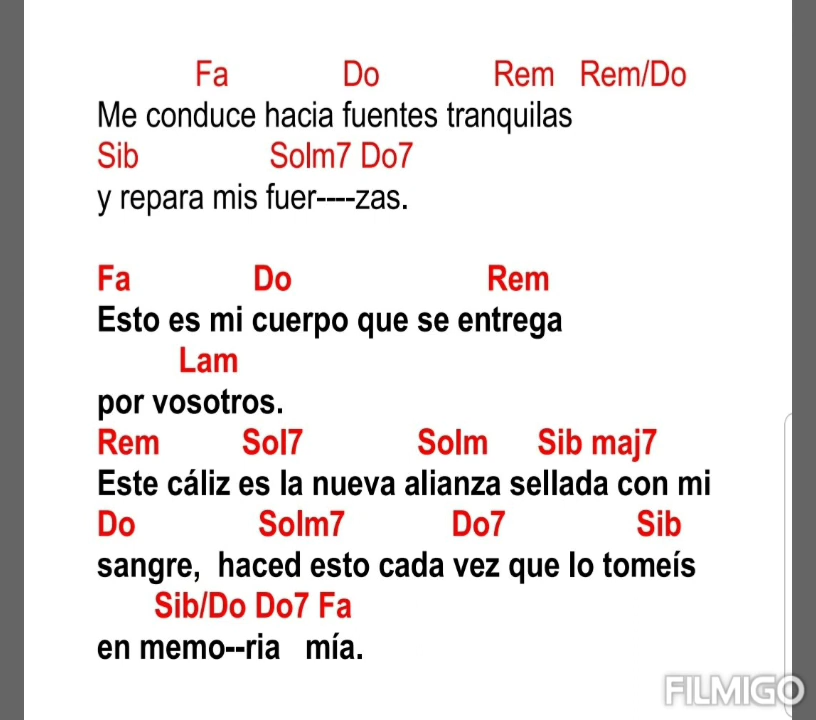 Fa Do Rem Rem/Do
Me conduce hacia fuentes tranquilas
Sib Solm7 Do7
y repara mis fuer----zas.
Fa Do Rem
Esto es mi cuerpo que se entrega
Lam
por vosotros.
Rem Sol7 Solm Sib maj7
Este cáliz es la nueva alianza sellada con mi
Do Solm7 Do7 Sib
sangre, haced esto cada vez que lo tomeís
Sib/Do Do7 Fa
en memo--ria mía.
FILMIGO